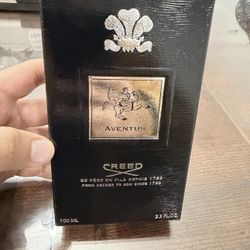 AVENTUS
CREED
DE PÈRE EN FILS DEPUIS 1760
FROM FATHER TO SON SINCE 1760
100 ML 3.3 FL.OZ.